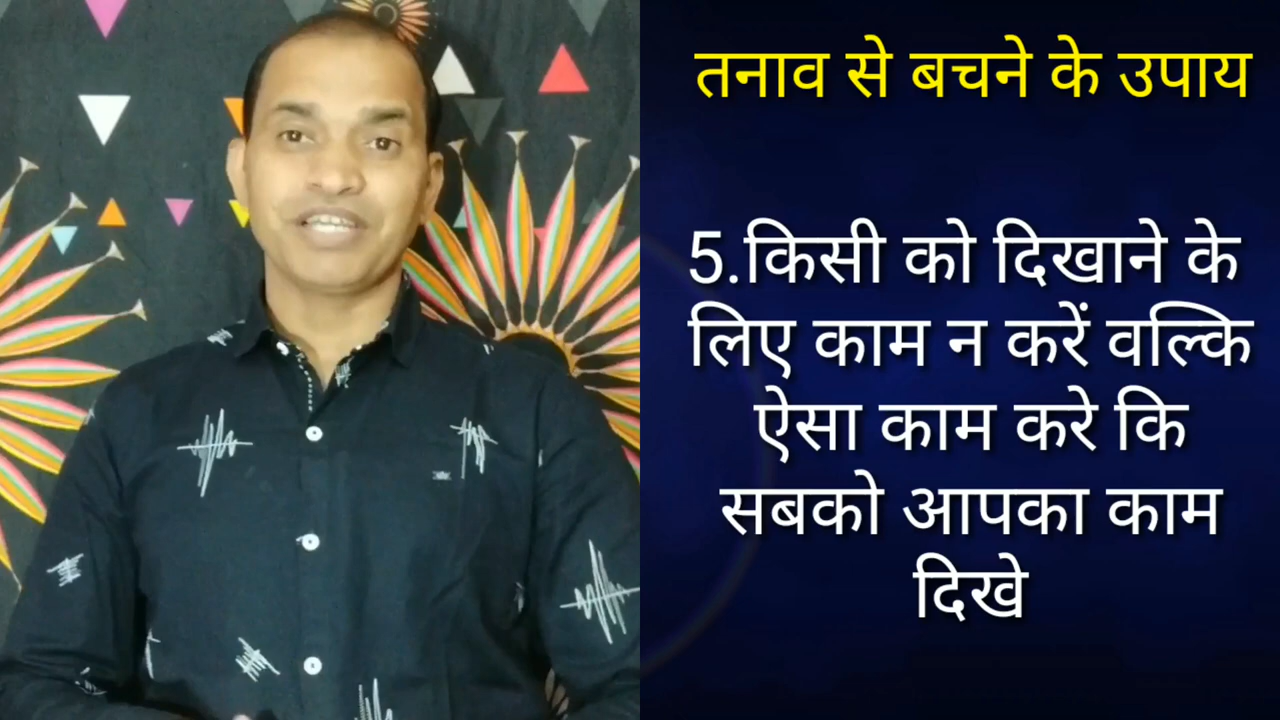 तनाव से बचने के उपाय
5.किसी को दिखाने के
लिए काम न करें वल्कि
ऐसा काम करे कि
सबको आपका काम
दिखे